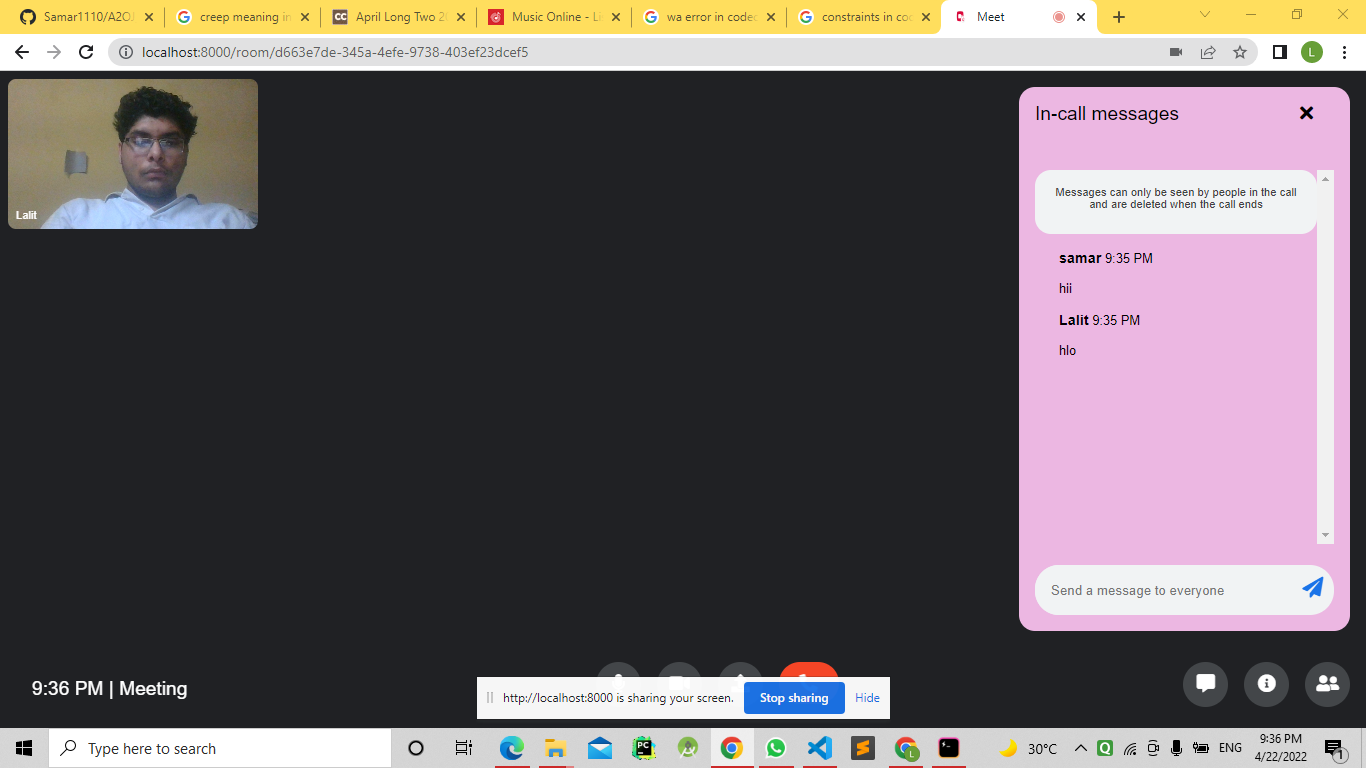 Samar1110/A2OJ
creep meaning in
CC
April Long Two 2
Music Online - Li
wa error in codec
constraints in coc
Meet
localhost:8000/room/d663e7de-345a-4efe-9738-403ef23dcef5
L
Lalit
In-call messages
Messages can only be seen by people in the call
and are deleted when the call ends
samar 9:35 PM
hii
Lalit 9:35 PM
hlo
Send a message to everyone
9:36 PM | Meeting
http://localhost:8000 is sharing your screen.
Stop sharing
Hide
Type here to search
PC
L
30°C
Q
ENG
9:36 PM
4/22/2022
1